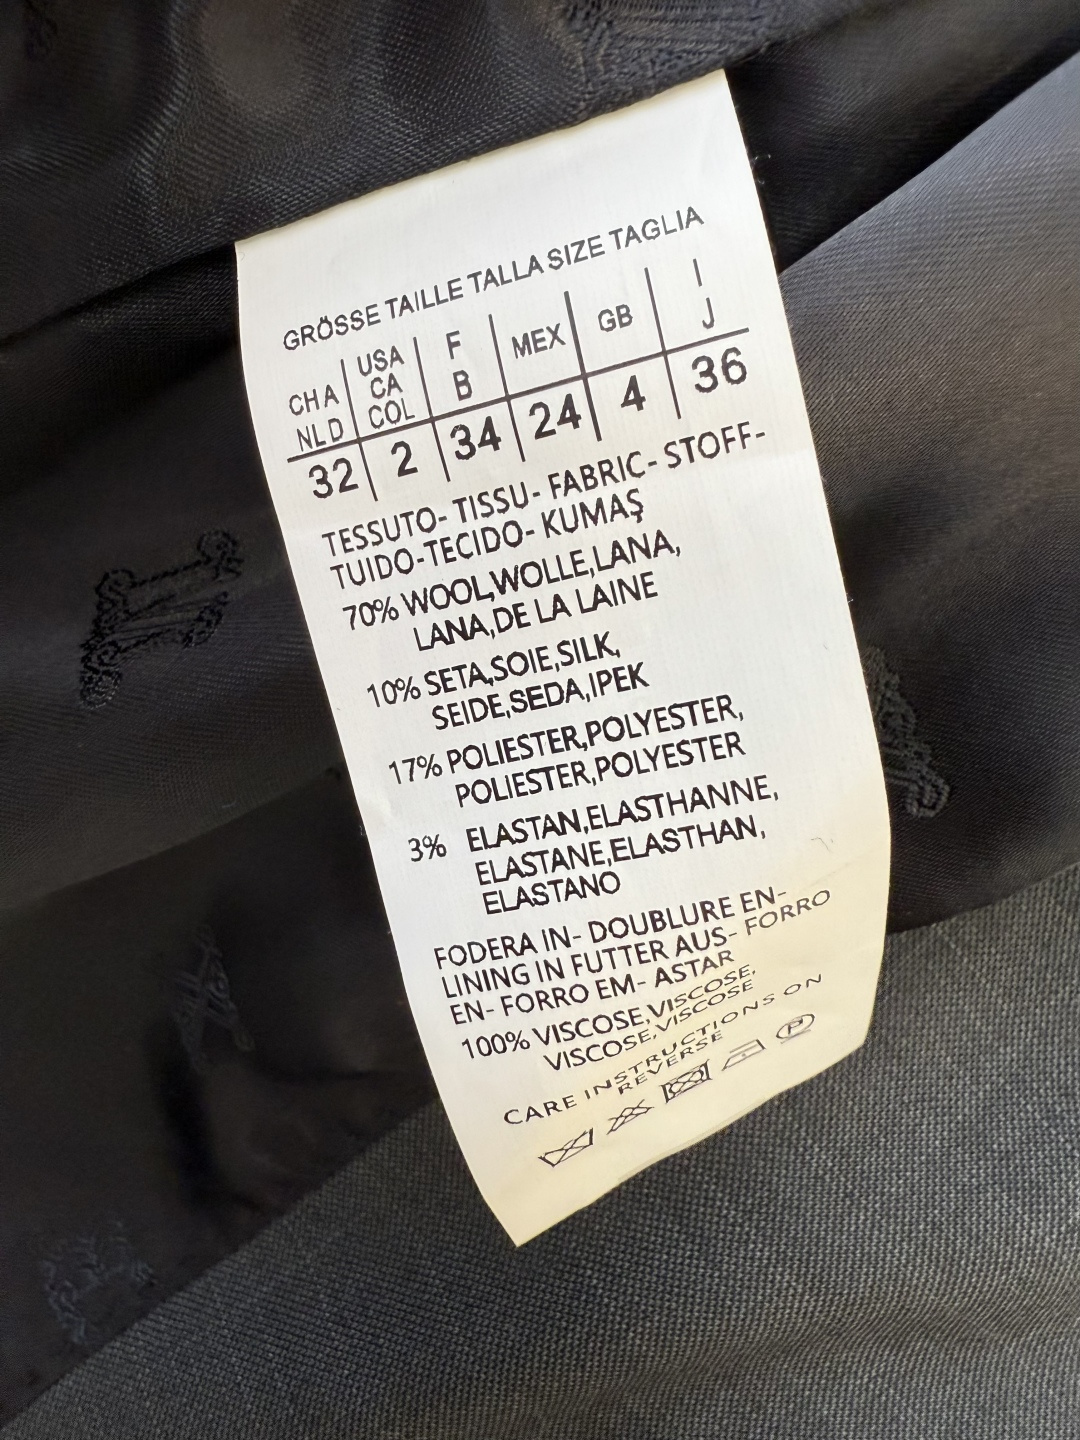 GRÖSSE TAILLE TALLA SIZE TAGLIA
CHA NLD | USA CA COL | F B | MEX | GB | I J
32 | 2 | 34 | 24 | 4 | 36
TESSUTO- TISSU- FABRIC- STOFF-
TUIDO-TECIDO- KUMAŞ
70% WOOL,WOLLE,LANA,
LANA,DE LA LAINE
10% SETA,SOIE,SILK,
SEIDE,SEDA,IPEK
17% POLIESTER,POLYESTER,
POLIESTER,POLYESTER
3% ELASTAN,ELASTHANNE,
ELASTANE,ELASTHAN,
ELASTANO
FODERA IN- DOUBLURE EN-
LINING IN FUTTER AUS- FORRO
EN- FORRO EM- ASTAR
100% VISCOSE,VISCOSE,
VISCOSE,VISCOSE
CARE INSTRUCTIONS ON
REVERSE
P